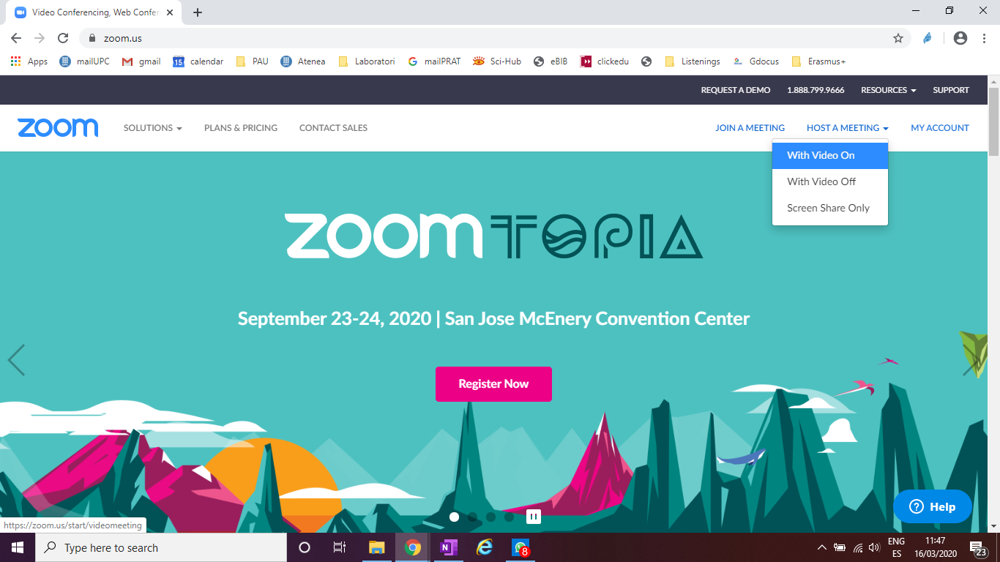 Video Conferencing, Web Confer
zoom.us
Apps mailUPC gmail 15 calendar PAU Atenea Laboratori mailPRAT Sci-Hub eBIB clickedu Listenings Gdocus Erasmus+
REQUEST A DEMO 1.888.799.9666 RESOURCES SUPPORT
zoom SOLUTIONS PLANS & PRICING CONTACT SALES JOIN A MEETING HOST A MEETING MY ACCOUNT
With Video On
With Video Off
Screen Share Only
zoomTOPIA
September 23-24, 2020 | San Jose McEnery Convention Center
Register Now
Help
https://zoom.us/start/videomeeting
Type here to search
N
8
ENG
ES
11:47
16/03/2020
23